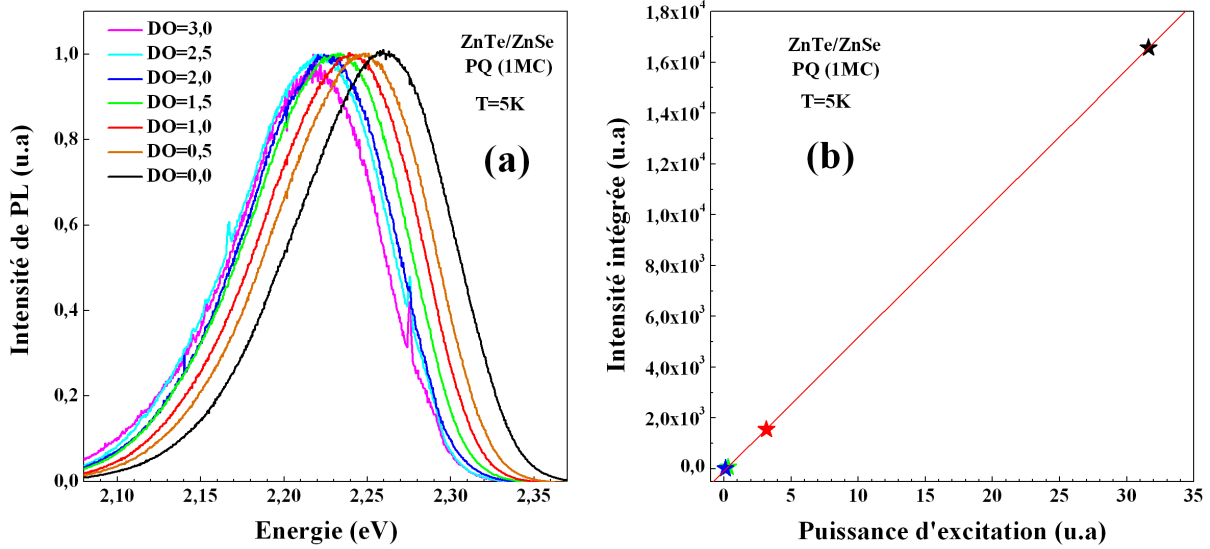 DO=3,0
DO=2,5
DO=2,0
DO=1,5
DO=1,0
DO=0,5
DO=0,0
ZnTe/ZnSe
PQ (1MC)
T=5K
(a)
Intensité de PL (u.a)
1,0
0,8
0,6
0,4
0,2
0,0
2,10 2,15 2,20 2,25 2,30 2,35
Energie (eV)
ZnTe/ZnSe
PQ (1MC)
T=5K
(b)
Intensité intégrée (u.a)
1,8x10⁴
1,6x10⁴
1,4x10⁴
1,2x10⁴
1,0x10⁴
8,0x10³
6,0x10³
4,0x10³
2,0x10³
0,0
0 5 10 15 20 25 30 35
Puissance d'excitation (u.a)